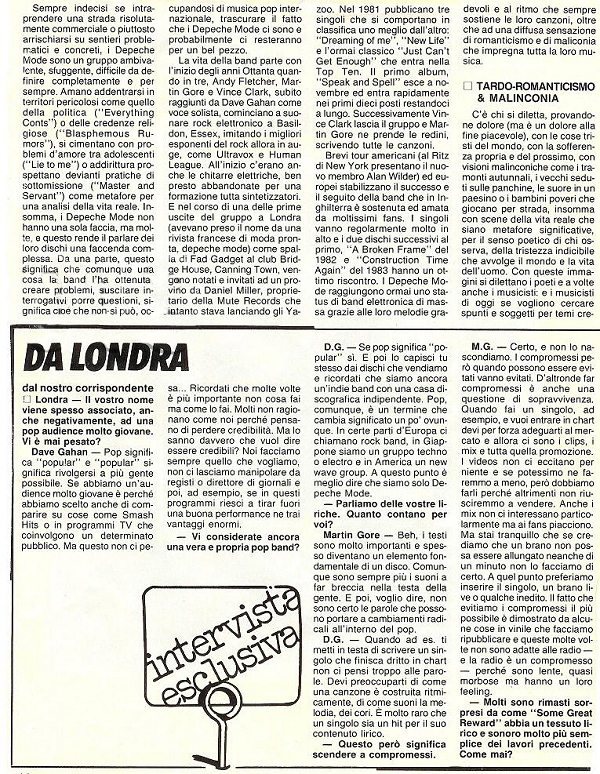 Sempre indecisi se intra-
prendere una strada risoluta-
mente commerciale o piuttosto
arrischiarsi su sentieri proble-
matici e concreti, i Depeche
Mode sono un gruppo ambiva-
lente, sfuggente, difficile da de-
finire completamente e per
sempre. Amano addentrarsi in
territori pericolosi come quello
della politica (''Everything
Conts'') o delle credenze reli-
giose (''Blasphemous Ru-
mors''), si cimentano con pro-
blemi d'amore tra adolescenti
(''Lie to me'') o addirittura pro-
spettano devianti pratiche di
sottomissione (''Master and
Servant'') come metafore per
una analisi della vita reale. In-
somma, i Depeche Mode non
hanno una sola faccia, ma mol-
te, e questo rende il parlare dei
loro dischi una faccenda com-
plessa. Da una parte, questo
significa che comunque una
cosa la band l'ha ottenuta
creare problemi, suscitare in-
terrogativi porre questioni, si-
gnifica che non si può, oc-
cupandosi di musica pop inter-
nazionale, trascurare il fatto
che i Depeche Mode ci sono e
probabilmente ci resteranno
per un bel pezzo.
La vita della band parte con
l'inizio degli anni Ottanta quan-
do in tre, Andy Fletcher, Mar-
tin Gore e Vince Clark, subito
raggiunti da Dave Gahan come
voce solista, cominciano a suo-
nare rock elettronico a Basil-
don, Essex, imitando i migliori
esponenti del rock allora in au-
ge, come Ultravox e Human
League. All'inizio c'erano an-
che le chitarre elettriche, ben
presto abbandonate per una
formazione tutta sintetizzatori.
E nel corso di una delle prime
uscite del gruppo a Londra
(avevano preso il nome da una
rivista francese di moda pron-
ta, depeche mode) come spal-
la di Fad Gadget al club Brid-
ge House, Canning Town, ven-
gono notati e invitati ad un pro-
vino da Daniel Miller, proprie-
tario della Mute Records che
intanto stava lanciando gli Ya-
zoo. Nel 1981 pubblicano tre
singoli che si comportano in
classifica uno meglio dall'altro:
''Dreaming of me'', ''New Life''
e l'ormai classico ''Just Can't
Get Enough'' che entra nella
Top Ten. Il primo album,
''Speak and Spell'' esce a no-
vembre ed entra rapidamente
nei primi dieci posti restandoci
a lungo. Successivamente Vin-
ce Clark lascia il gruppo e Mar-
tin Gore ne prende le redini,
scrivendo tutte le canzoni.
Brevi tour americani (al Ritz
di New York presentano il nuo-
vo membro Alan Wilder) ed eu-
ropei stabilizzano il successo e
il seguito della band che in In-
ghilterra è sostenuta ed amata
da moltissimi fans. I singoli
vanno regolarmente molto in
alto e i due dischi successivi al
primo, ''A Broken Frame'' del
1982 e ''Construction Time
Again'' del 1983 hanno un ot-
timo riscontro. I Depeche Mo-
de raggiungono ormai uno sta-
tus di band elettronica di mas-
sa grazie alle loro melodie gra-
devoli e al ritmo che sempre
sostiene le loro canzoni, oltre
che ad una diffusa sensazione
di romanticismo e di malinconia
che impregna tutta la loro mu-
sica.
□ TARDO-ROMANTICISMO
& MALINCONIA
C'è chi si diletta, provando-
ne dolore (ma è un dolore alla
fine piacevole), con le cose tri-
sti del mondo, con la sofferen-
za propria e del prossimo, con
visioni malinconiche come i tra-
monti autunnali, i vecchi sedu-
ti sulle panchine, le suore in un
paesino o i bambini poveri che
giocano per strada, insomma
con scene della vita reale che
siano metafore significative,
per il senso poetico di chi os-
serva, della tristezza indicibile
che avvolge il mondo e la vita
dell'uomo. Con queste imma-
gini si dilettano i poeti e a volte
anche i musicisti: e i musicisti
di oggi se vogliono cercare
spunti e soggetti per temi cre-
DA LONDRA
dal nostro corrispondente
□ Londra — Il vostro nome
viene spesso associato, an-
che negativamente, ad una
pop audience molto giovane.
Vi è mai pesato?
Dave Gahan — Pop signifi-
ca ''popular'' e ''popular'' si-
gnifica rivolgersi a più gente
possibile. Se abbiamo un'au-
dience molto giovane è perché
abbiamo scelto anche di com-
parire su cose come Smash
Hits o in programmi TV che
coinvolgono un determinato
pubblico. Ma questo non ci pe-
sa... Ricordati che molte volte
è più importante non cosa fai
ma come lo fai. Molti non ragio-
nano come noi perché pensa-
no di perdere credibilità. Ma lo
sanno davvero che vuol dire
essere credibili? Noi facciamo
sempre quello che vogliamo,
non ci lasciamo manipolare da
registi o direttore di giornali e
poi, ad esempio, se in questi
programmi riesci a tirar fuori
una buona performance ne trai
vantaggi enormi.
— Vi considerate ancora
una vera e propria pop band?
intervista
esclusiva
D.G. — Se pop significa ''po-
pular'' sì. E poi lo capisci tu
stesso dai dischi che vendiamo
e ricordati che siamo ancora
un'indie band con una casa di-
scografica indipendente. Pop,
comunque, è un termine che
cambia significato un po' ovun-
que. In certe parti d'Europa ci
chiamano rock band, in Giap-
pone siamo un gruppo techno
o electro e in America un new
wave group. A questo punto è
meglio dire che siamo solo De-
peche Mode.
— Parliamo delle vostre li-
riche. Quanto contano per
voi?
Martin Gore — Beh, i testi
sono molto importanti e spes-
so diventano un elemento fon-
damentale di un disco. Comun-
que sono sempre più i suoni a
far breccia nella testa della
gente. E poi, voglio dire, non
sono certe le parole che posso-
no portare a cambiamenti radi-
cali all'interno del pop.
D.G. — Quando ad es. ti
metti in testa di scrivere un sin-
golo che finisca dritto in chart
non ci pensi troppo alle paro-
le. Devi preoccuparti di come
una canzone è costruita ritmi-
camente, di come suoni la me-
lodia, dei cori. È molto raro che
un singolo sia un hit per il suo
contenuto lirico.
— Questo però significa
scendere a compromessi.
M.G. — Certo, e non lo na-
scondiamo. I compromessi pe-
rò quando possono essere evi-
tati vanno evitati. D'altronde far
compromessi è anche una
questione di sopravvivenza.
Quando fai un singolo, ad
esempio, e vuoi entrare in chart
devi per forza adeguarti al mer-
cato e allora ci sono i clips, i
mix e tutta quella promozione.
I videos non ci eccitano per
niente e se potessimo ne fa-
remmo a meno, però dobbiamo
farli perché altrimenti non riu-
sciremmo a vendere. Anche i
mix non ci interessano partico-
larmente ma ai fans piacciono.
Ma stai tranquillo che se cre-
diamo che un brano non pos-
sa essere allungato neanche di
un minuto non lo facciamo di
certo. A quel punto preferiamo
inserire il singolo, un brano li-
ve o qualche inedito. Il fatto che
evitiamo i compromessi il più
possibile è dimostrato da alcu-
ne cose in vinile che facciamo
ripubblicare e queste molte vol-
te non sono adatte alle radio —
e la radio è un compromesso
— perché sono lente, quasi
morbose ma hanno un loro
feeling.
— Molti sono rimasti sor-
presi da come ''Some Great
Reward'' abbia un tessuto li-
rico e sonoro molto più sem-
plice dei lavori precedenti.
Come mai?